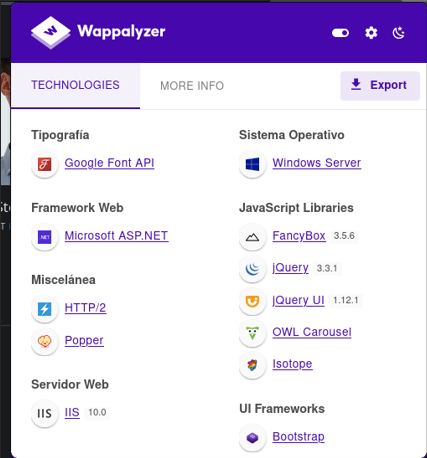 Wappalyzer
TECHNOLOGIES
MORE INFO
Export
Tipografía
Google Font API
Framework Web
Microsoft ASP.NET
Miscelánea
HTTP/2
Popper
Servidor Web
IIS 10.0
Sistema Operativo
Windows Server
JavaScript Libraries
FancyBox 3.5.6
jQuery 3.3.1
jQuery UI 1.12.1
OWL Carousel
Isotope
UI Frameworks
Bootstrap